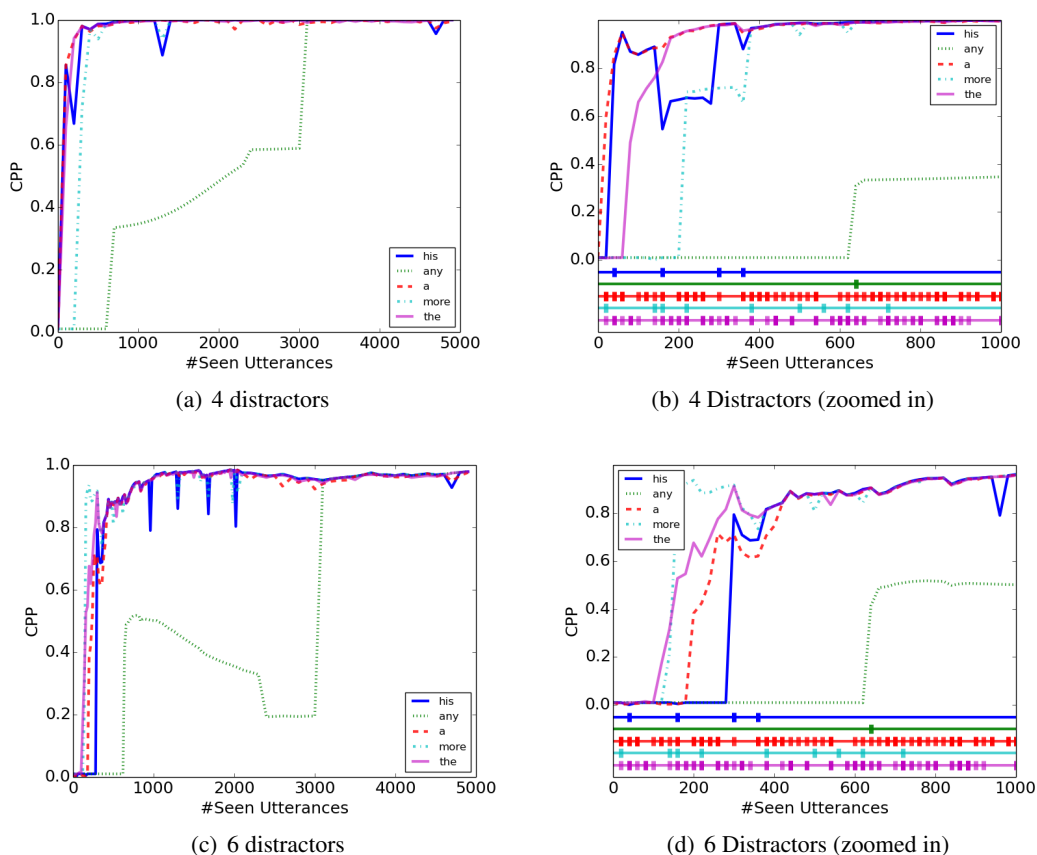 1.0
0.8
0.6
0.4
0.2
0.0
CPP
0 1000 2000 3000 4000 5000
#Seen Utterances
his
any
a
more
the
(a) 4 distractors
1.0
0.8
0.6
0.4
0.2
0.0
CPP
0 200 400 600 800 1000
#Seen Utterances
his
any
a
more
the
(b) 4 Distractors (zoomed in)
1.0
0.8
0.6
0.4
0.2
0.0
CPP
0 1000 2000 3000 4000 5000
#Seen Utterances
his
any
a
more
the
(c) 6 distractors
1.0
0.8
0.6
0.4
0.2
0.0
CPP
0 200 400 600 800 1000
#Seen Utterances
his
any
a
more
the
(d) 6 Distractors (zoomed in)